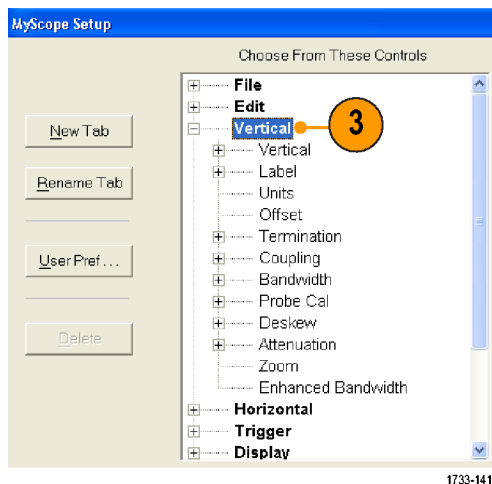 MyScope Setup
Choose From These Controls
File
Edit
Vertical
3
Vertical
Label
Units
Offset
Termination
Coupling
Bandwidth
Probe Cal
Deskew
Attenuation
Zoom
Enhanced Bandwidth
Horizontal
Trigger
Display
New Tab
Rename Tab
User Pref . . .
Delete
1733-141